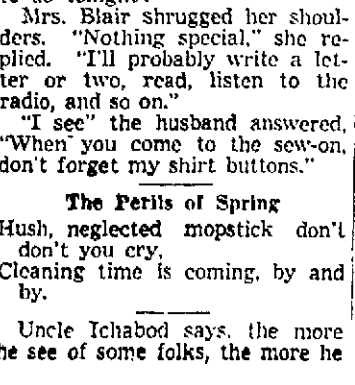 Mrs. Blair shrugged her shoul-
ders. "Nothing special," she re-
plied. "I'll probably write a let-
ter or two, read, listen to the
radio, and so on."
"I see" the husband answered,
"When you come to the sew-on,
don't forget my shirt buttons."
The Perils of Spring
Hush, neglected mopstick don't
don't you cry,
Cleaning time is coming, by and
by.
Uncle Ichabod says, the more
he see of some folks, the more he